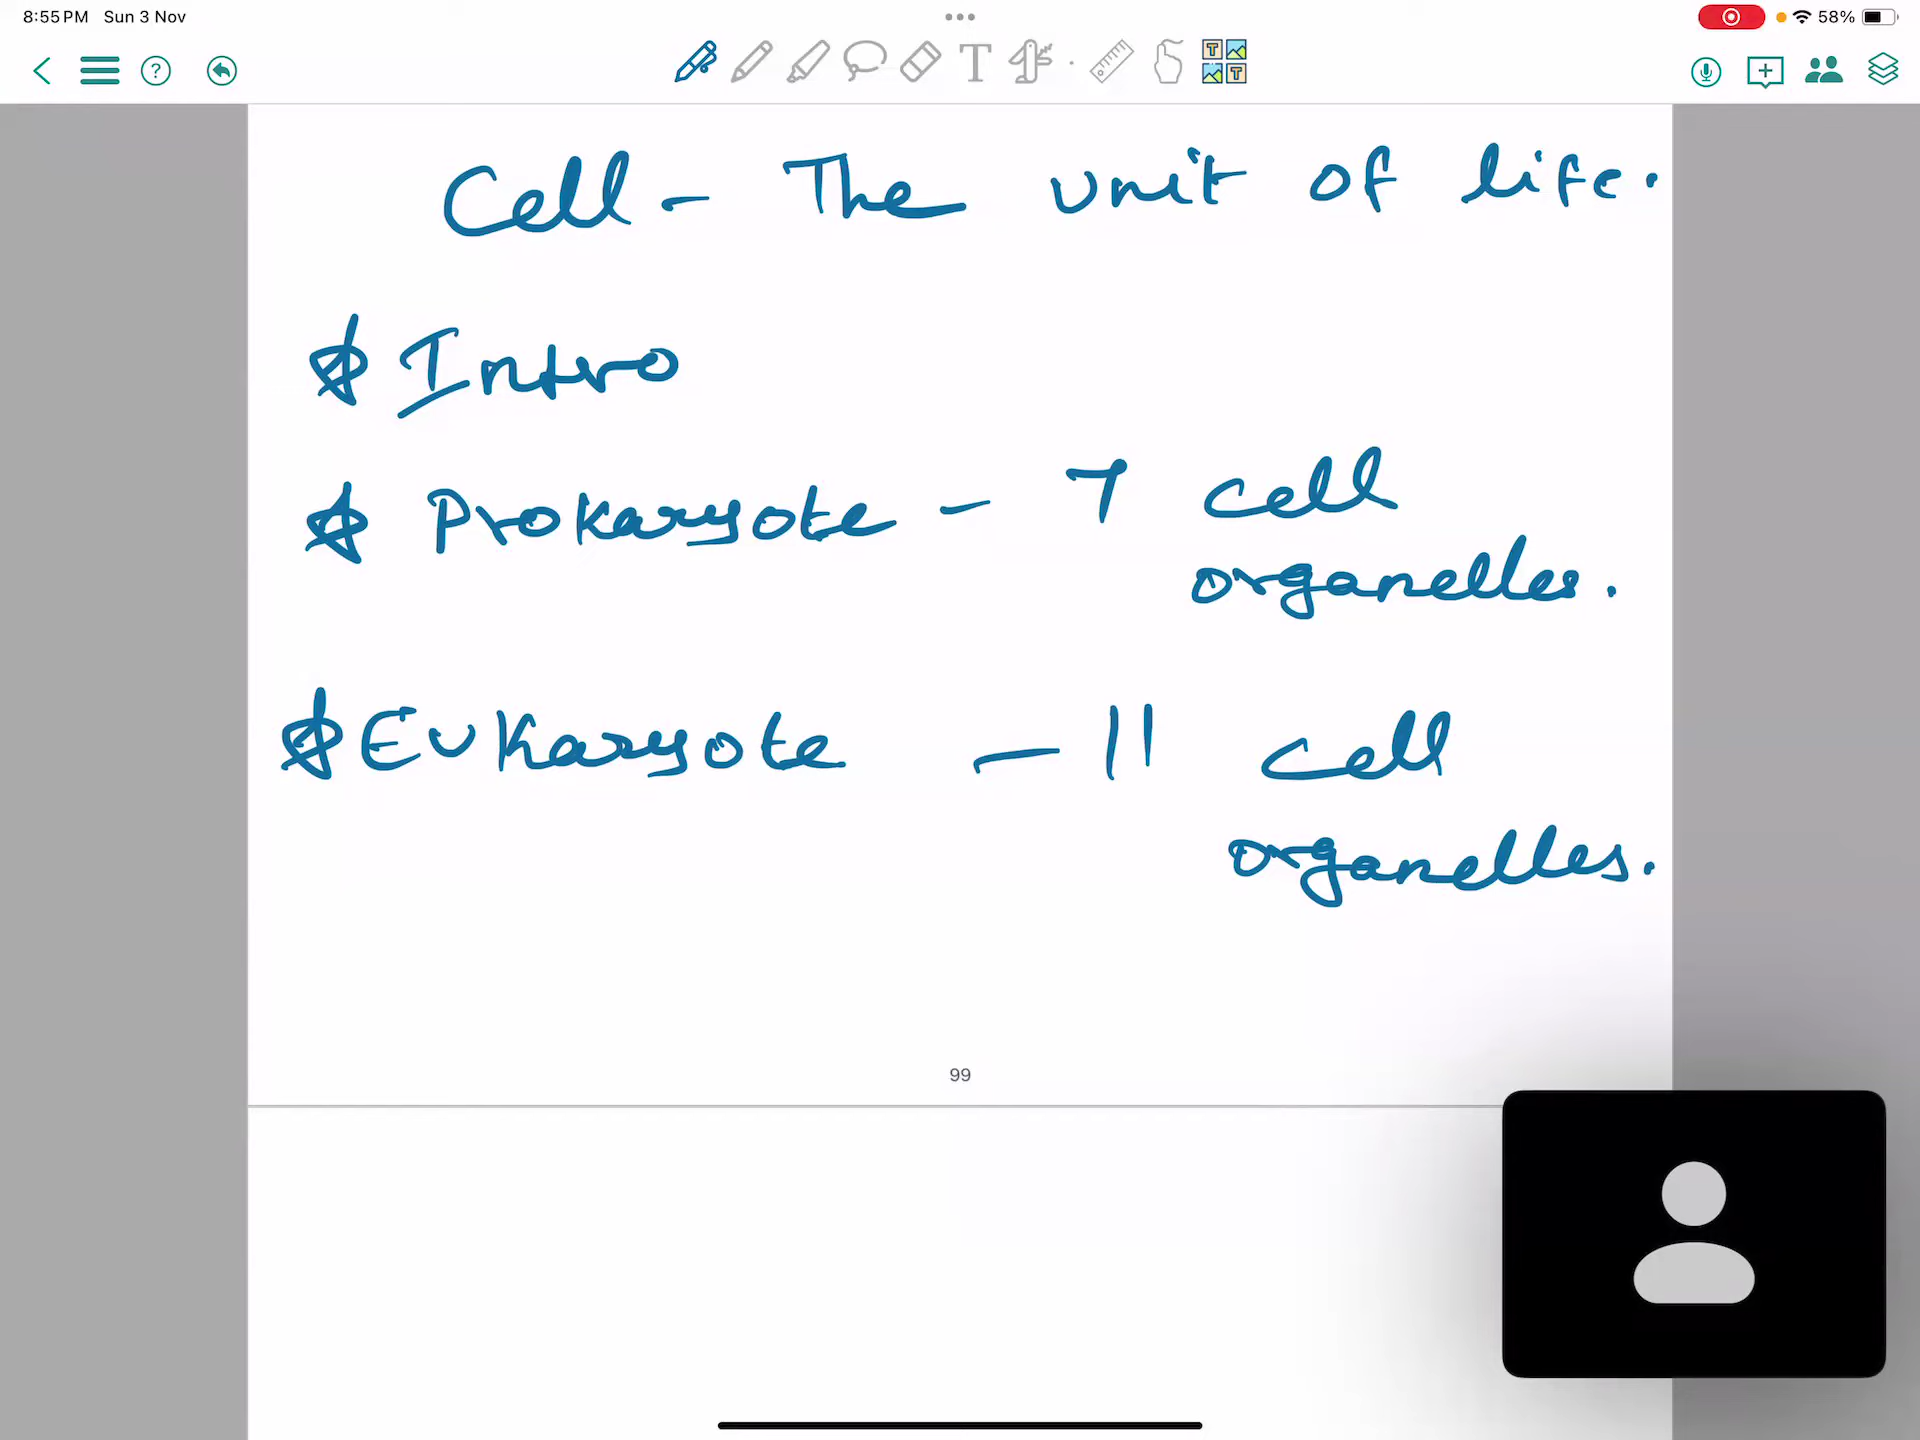 8:55 PM Sun 3 Nov
58%
Cell - The unit of life.
$ Intro
$ Prokaryote - 7 cell
organelles.
$ Eukaryote - 11 cell
organelles.
99